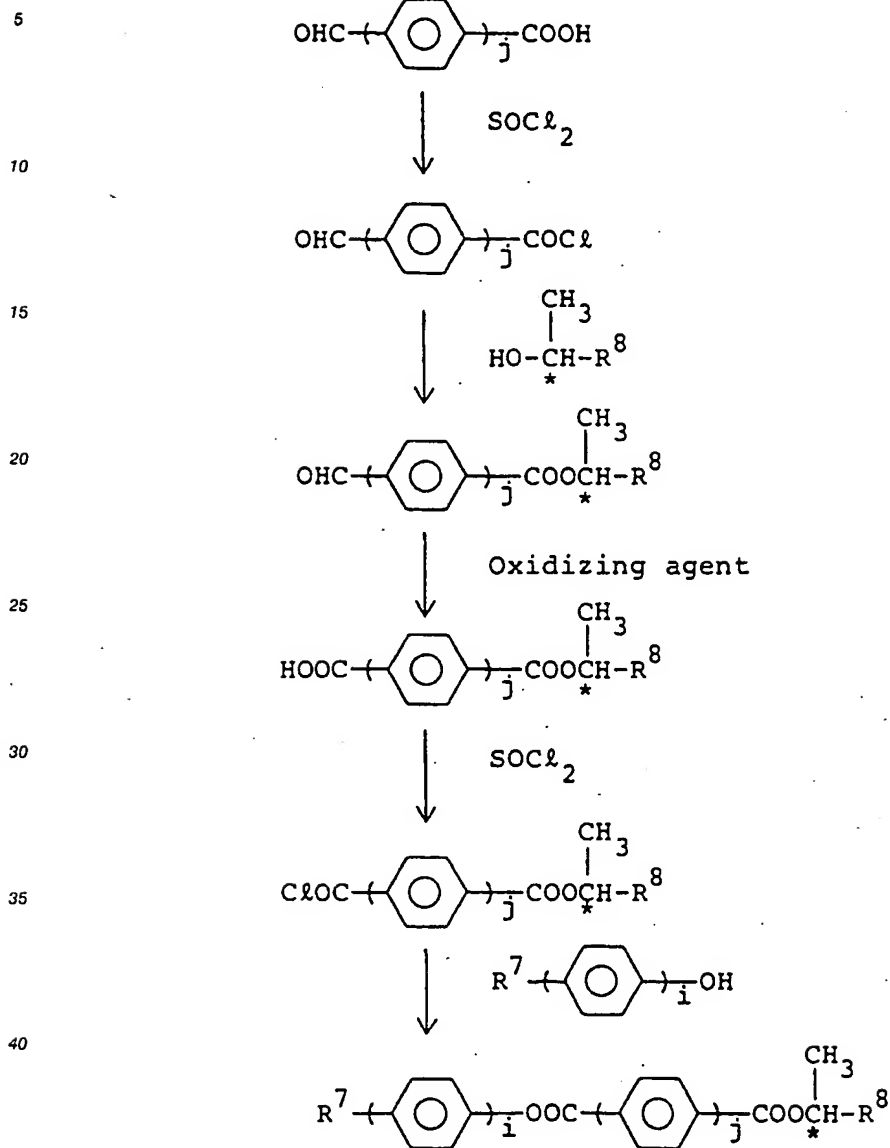 5
OHC-( )j-COOH
SOCℓ2
10
OHC-( )j-COCℓ
15
CH3
HO-CH-R8
*
CH3
20
OHC-( )j-COOCH-R8
*
Oxidizing agent
25
CH3
HOOC-( )j-COOCH-R8
*
30
SOCℓ2
CH3
35
CℓOC-( )j-COOCH-R8
*
R7-( )i-OH
40
CH3
R7-( )i-OOC-( )j-COOCH-R8
*